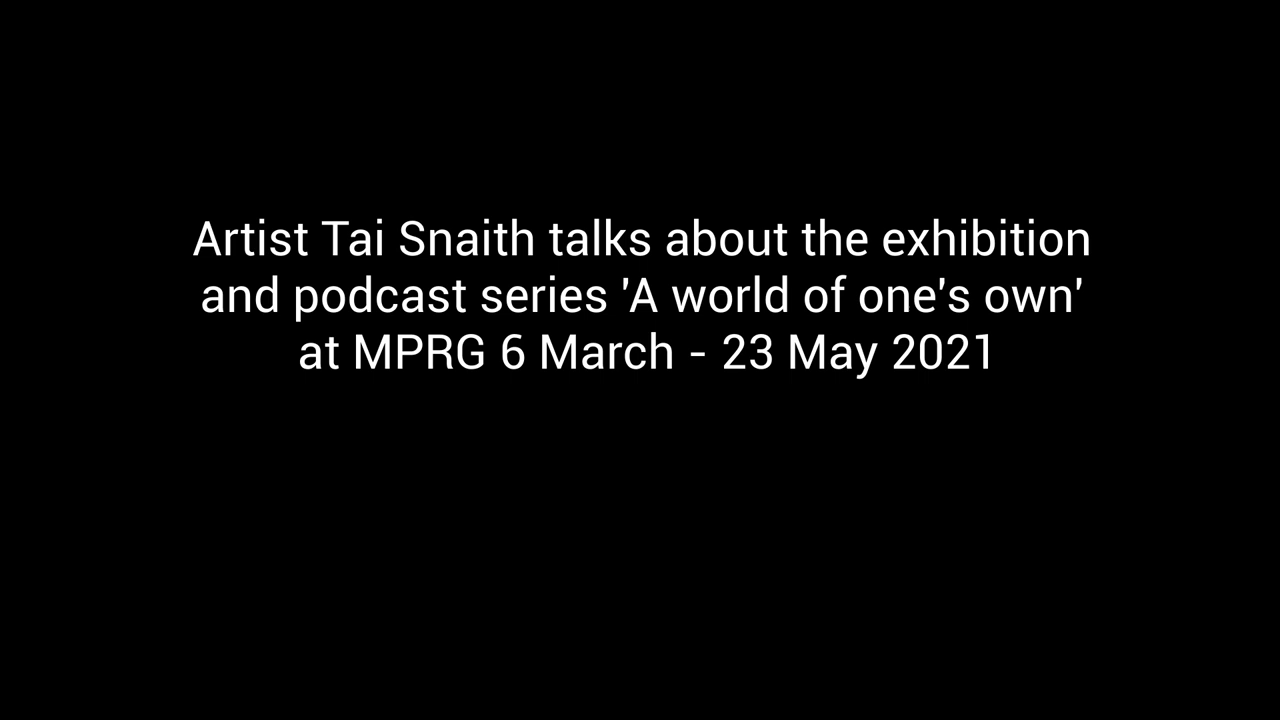 Artist Tai Snaith talks about the exhibition
and podcast series 'A world of one's own'
at MPRG 6 March - 23 May 2021